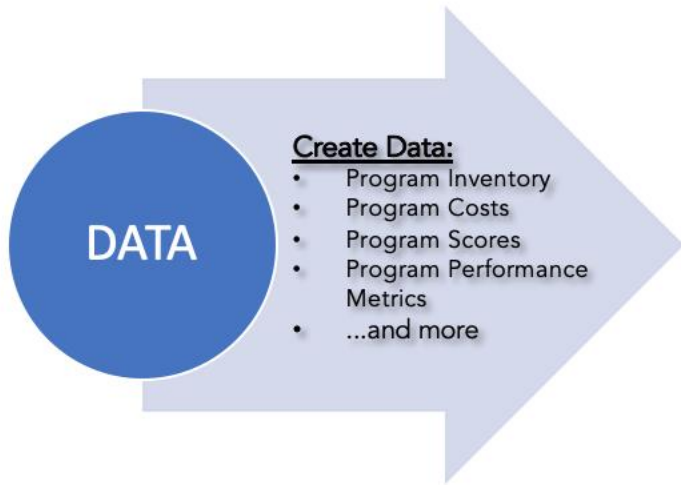 DATA
Create Data:
• Program Inventory
• Program Costs
• Program Scores
• Program Performance
Metrics
• ...and more